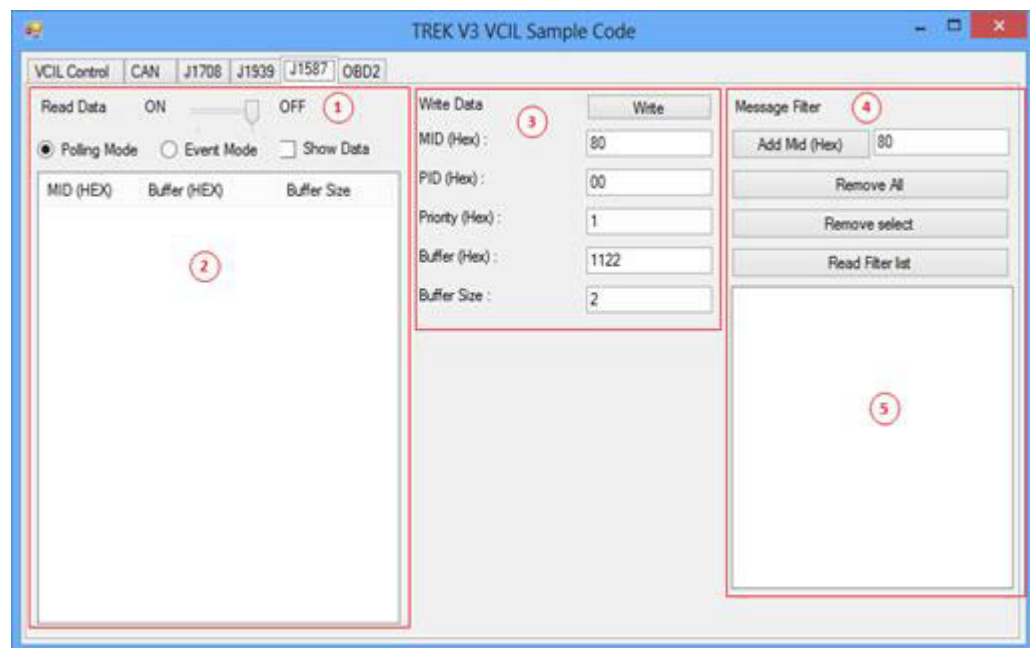 TREK V3 VCIL Sample Code
VCIL Control CAN J1708 J1939 J1587 OBD2
Read Data ON OFF 1
Polling Mode Event Mode Show Data
MID (HEX) Buffer (HEX) Buffer Size
2
Write Data Write
3
MID (Hex) : 80
PID (Hex) : 00
Priority (Hex) : 1
Buffer (Hex) : 1122
Buffer Size : 2
Message Filter 4
Add Mid (Hex) 80
Remove All
Remove select
Read Filter list
5